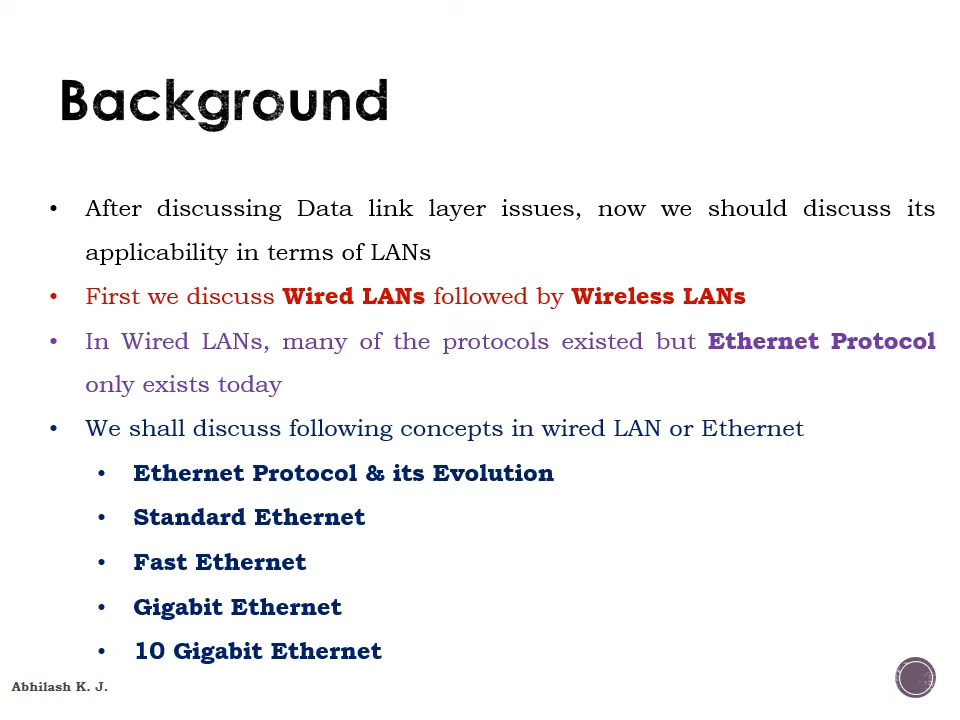 Background
• After discussing Data link layer issues, now we should discuss its
applicability in terms of LANs
• First we discuss Wired LANs followed by Wireless LANs
• In Wired LANs, many of the protocols existed but Ethernet Protocol
only exists today
• We shall discuss following concepts in wired LAN or Ethernet
• Ethernet Protocol & its Evolution
• Standard Ethernet
• Fast Ethernet
• Gigabit Ethernet
• 10 Gigabit Ethernet
Abhilash K. J.